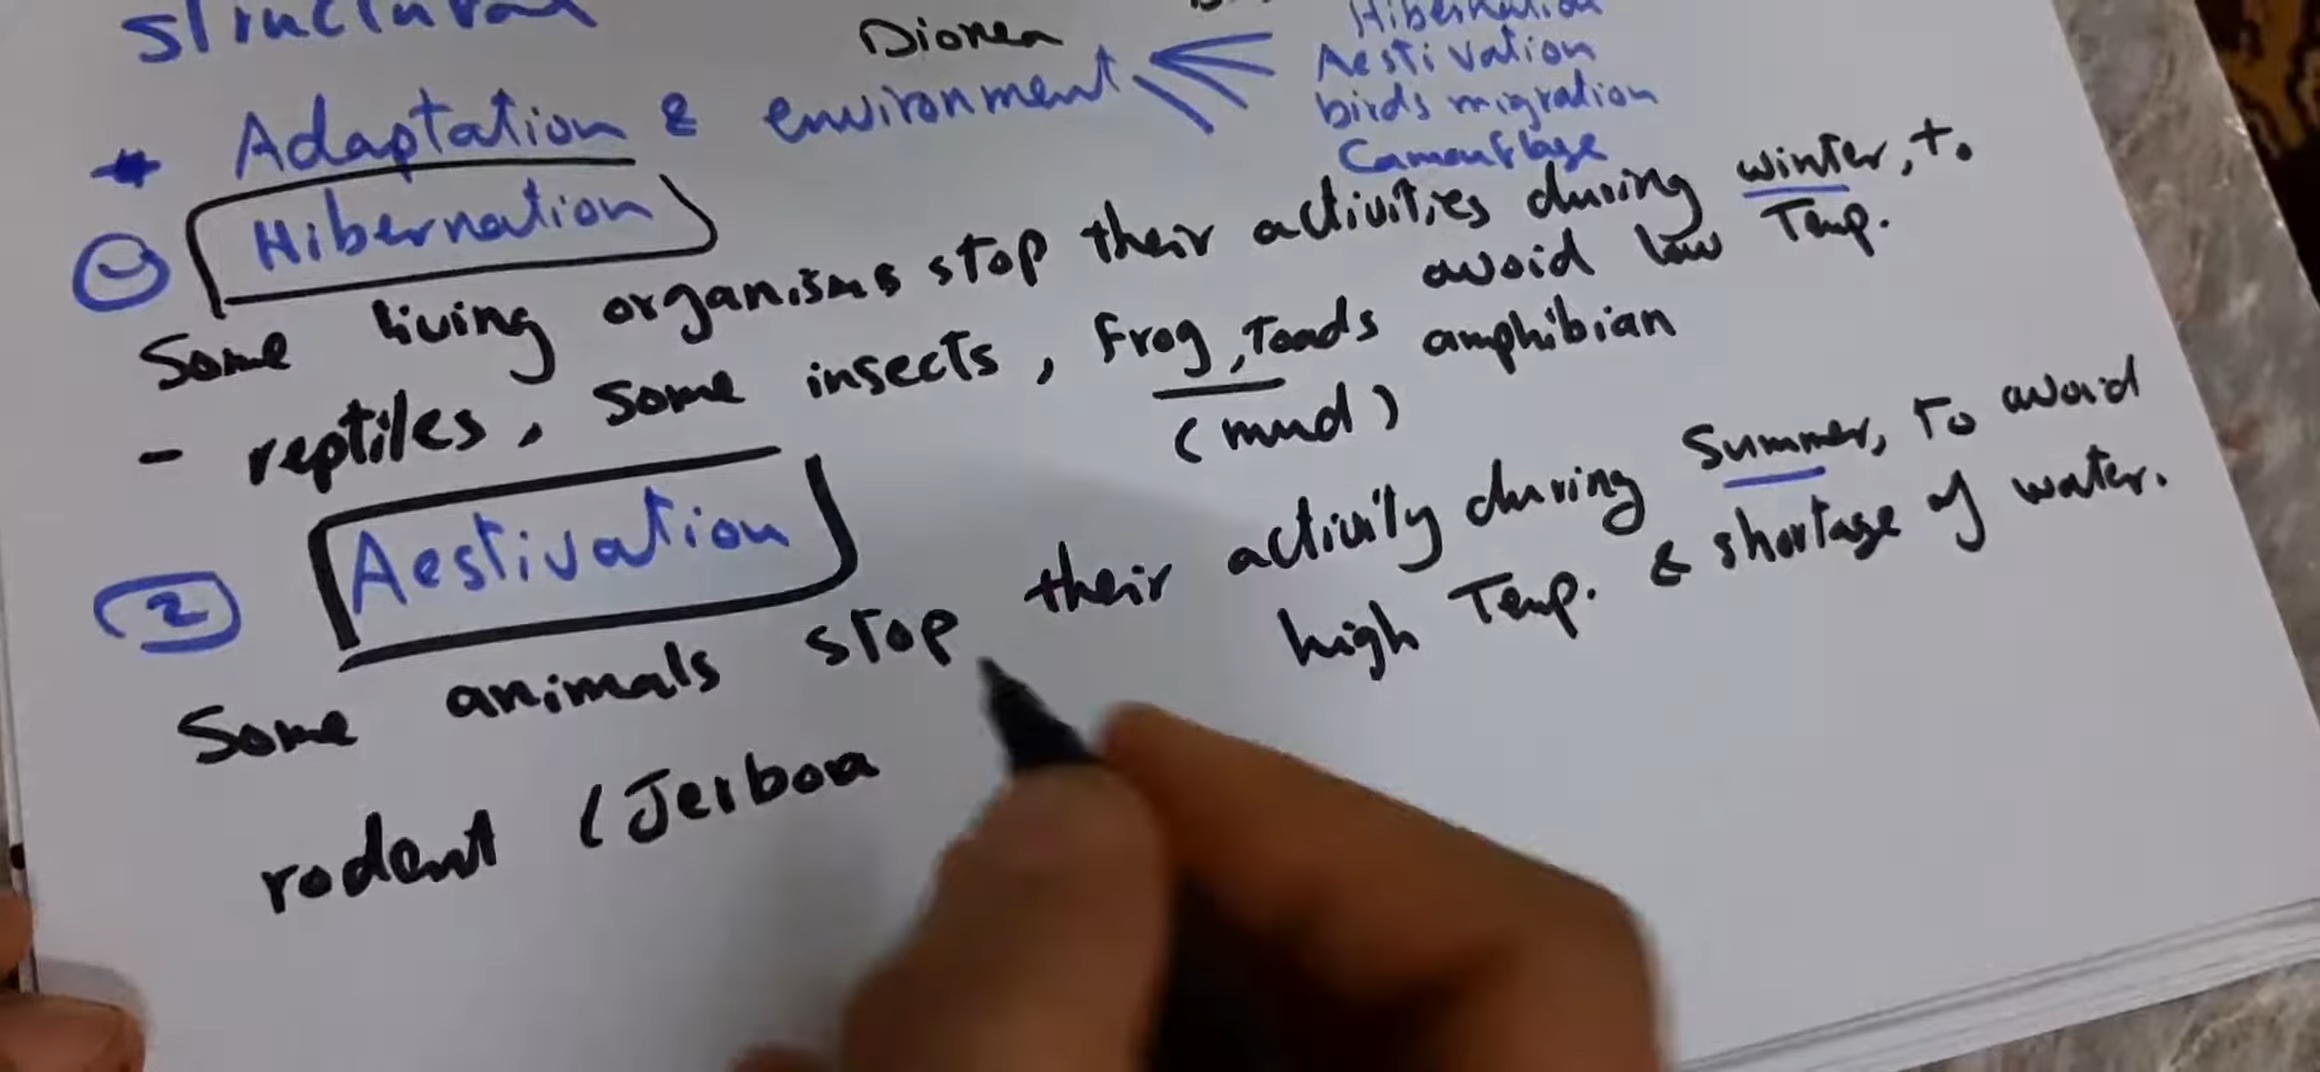 Structural
Dionea
Hibernation
* Adaptation & environment
Aestivation
birds migration
Camouflage
Hibernation
Some living organisms stop their activities during winter, to
avoid low Temp.
- reptiles, some insects, Frog, Toads amphibian
(mud)
2 Aestivation
Some animals stop their activity during Summer, To avoid
high Temp. & shortage of water.
rodent (Jerboa